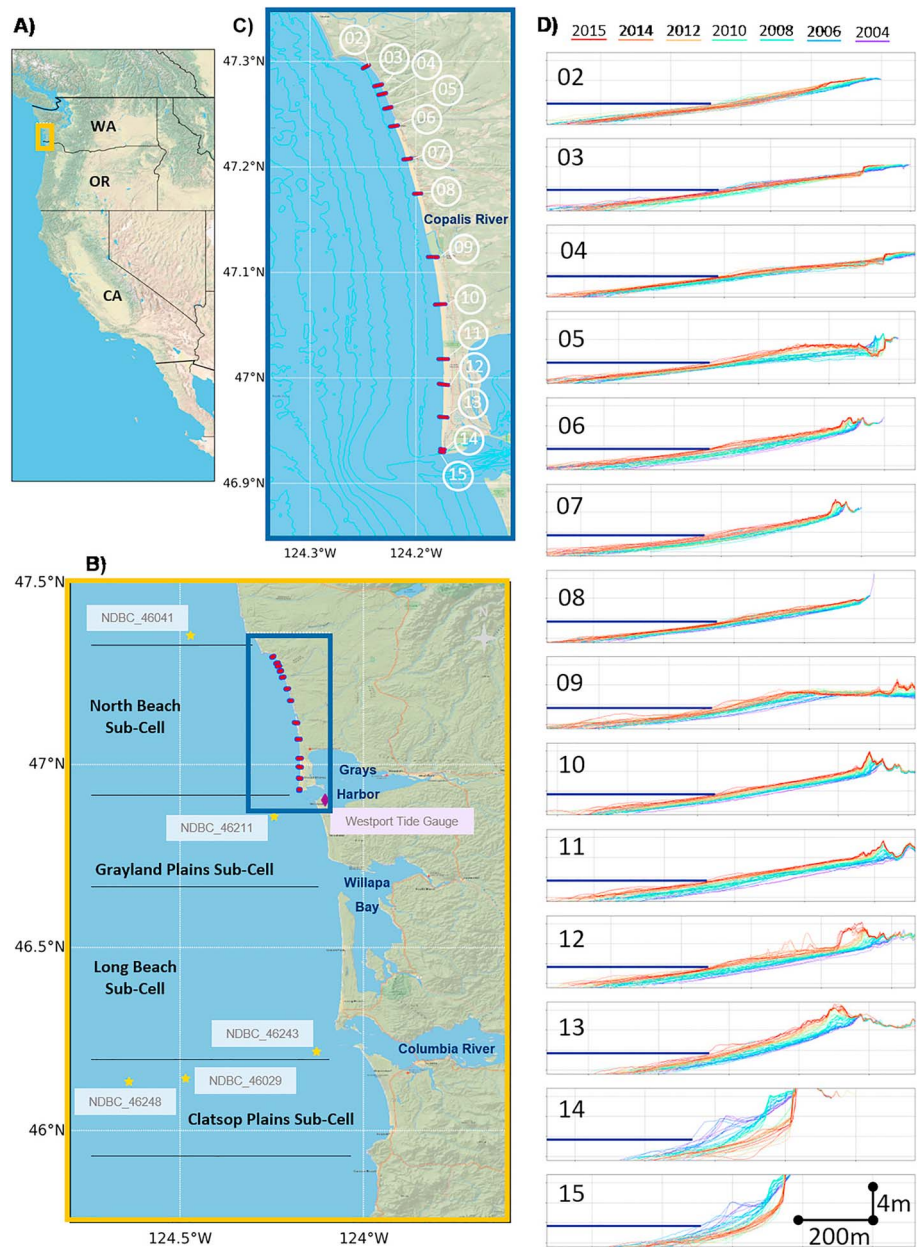 A)
WA
OR
CA
C)
47.3°N
47.2°N
47.1°N
47°N
46.9°N
02
03
04
05
06
07
08
Copalis River
09
10
11
12
13
14
15
124.3°W
124.2°W
B)
47.5°N
47°N
46.5°N
46°N
NDBC_46041
N
North Beach
Sub-Cell
Grays
Harbor
NDBC_46211
Westport Tide Gauge
Grayland Plains Sub-Cell
Willapa
Bay
Long Beach
Sub-Cell
NDBC_46243
Columbia River
NDBC_46029
NDBC_46248
Clatsop Plains Sub-Cell
124.5°W
124°W
D)
2015 2014 2012 2010 2008 2006 2004
02
03
04
05
06
07
08
09
10
11
12
13
14
15
4m
200m